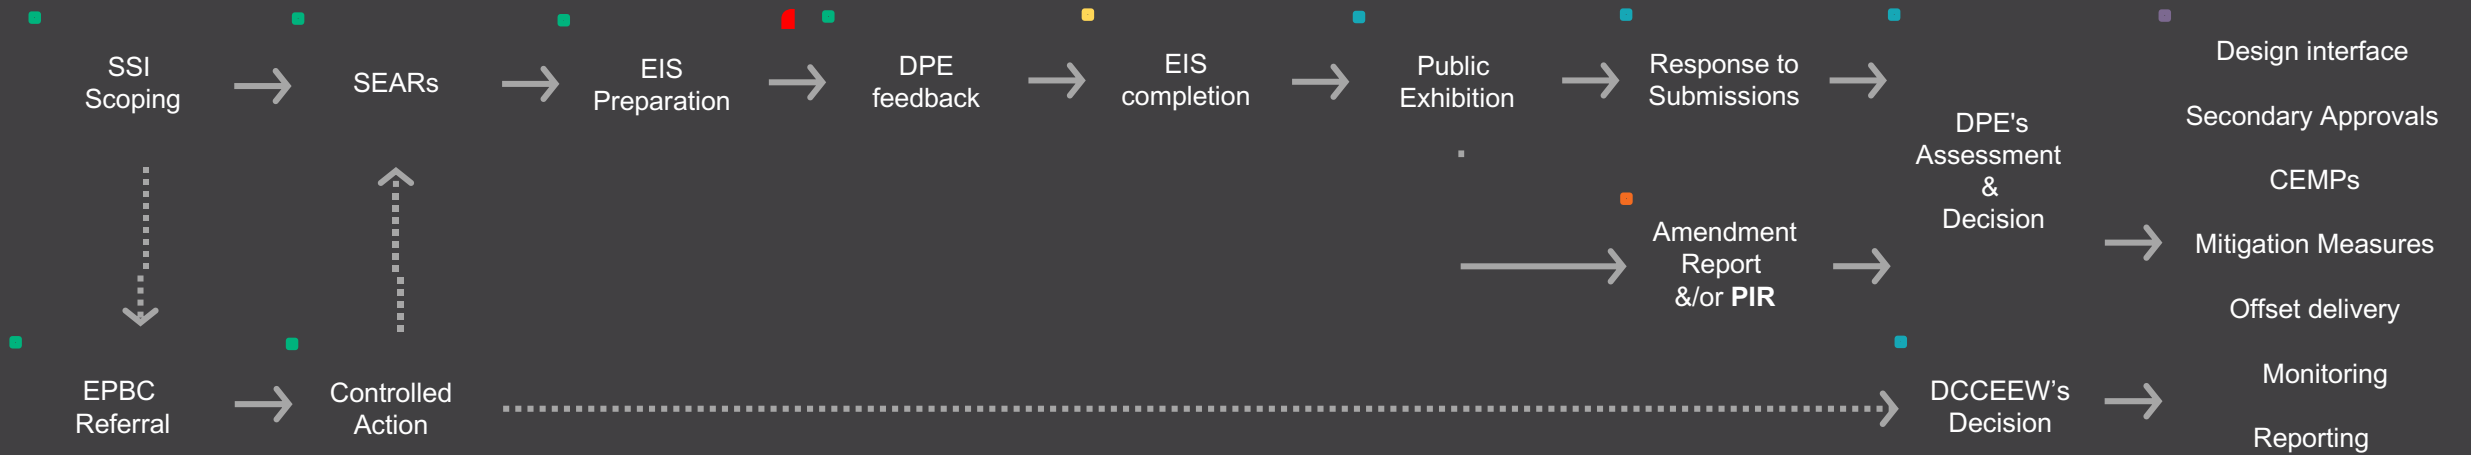 SSI
Scoping
SEARs
EIS
Preparation
DPE
feedback
EIS
completion
Public
Exhibition
Response to
Submissions
Amendment
Report
&/or PIR
DPE's
Assessment
&
Decision
EPBC
Referral
Controlled
Action
DCCEEW’s
Decision
Design interface
Secondary Approvals
CEMPs
Mitigation Measures
Offset delivery
Monitoring
Reporting